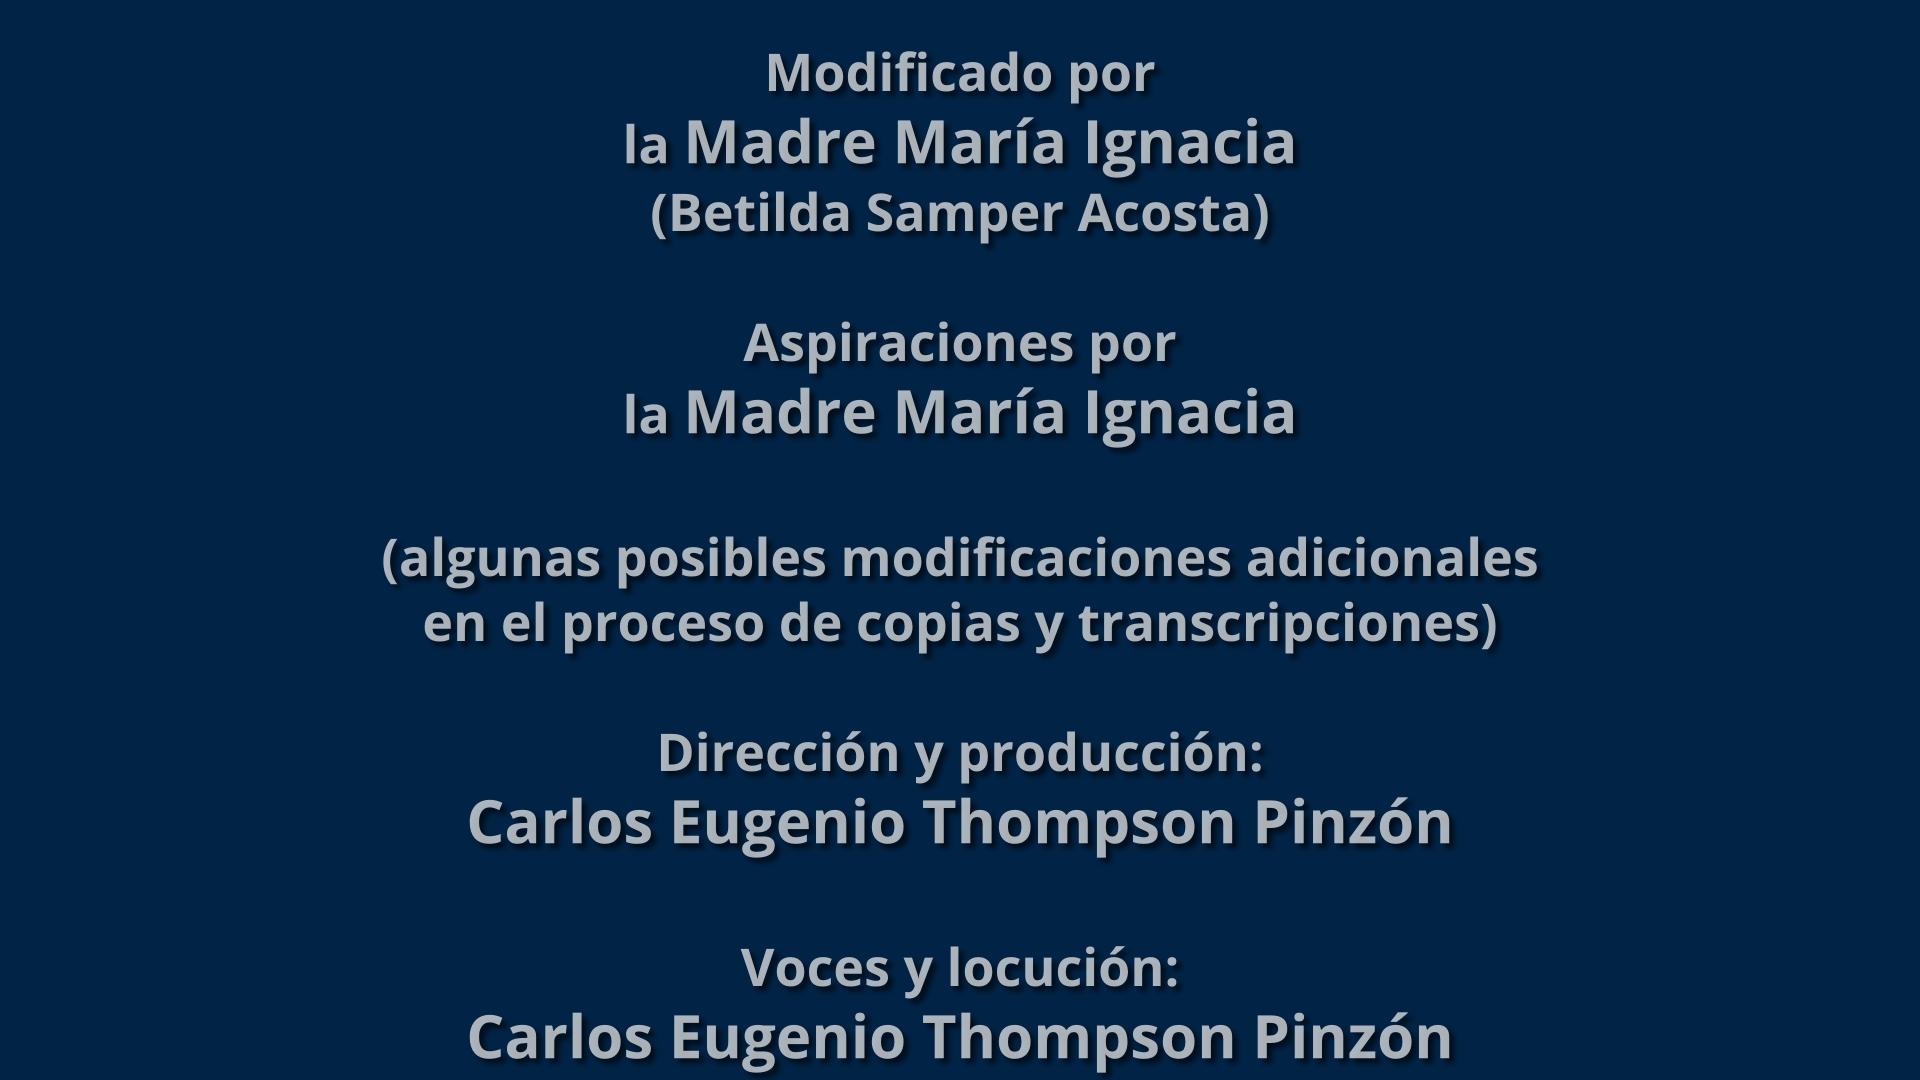 Modificado por
la Madre María Ignacia
(Betilda Samper Acosta)
Aspiraciones por
la Madre María Ignacia
(algunas posibles modificaciones adicionales
en el proceso de copias y transcripciones)
Dirección y producción:
Carlos Eugenio Thompson Pinzón
Voces y locución:
Carlos Eugenio Thompson Pinzón